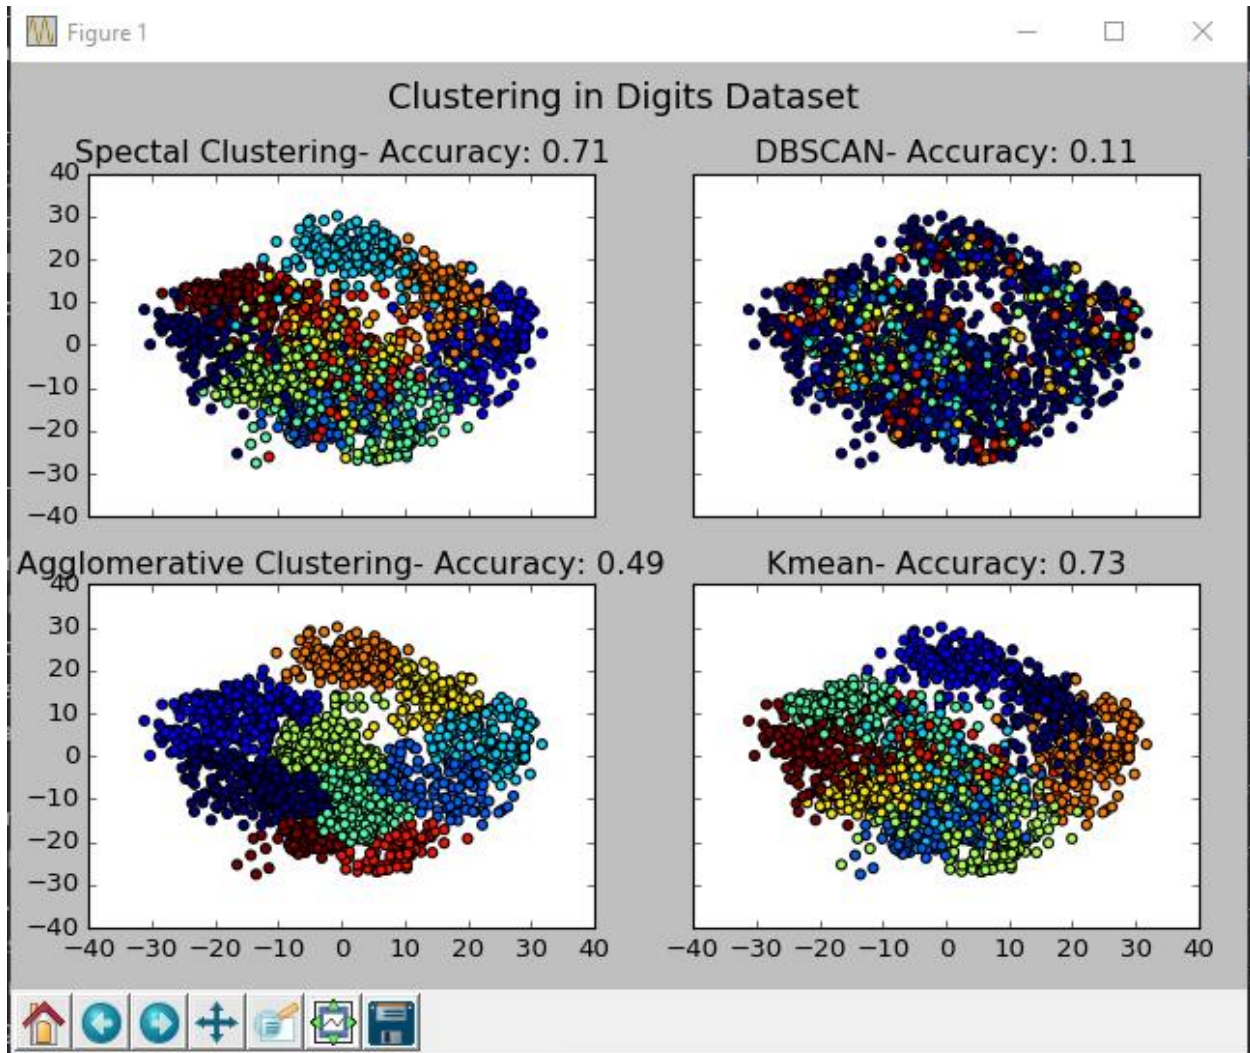 Figure 1
Clustering in Digits Dataset
Spectal Clustering- Accuracy: 0.71
DBSCAN- Accuracy: 0.11
40
30
20
10
0
−10
−20
−30
−40
Agglomerative Clustering- Accuracy: 0.49
Kmean- Accuracy: 0.73
40
30
20
10
0
−10
−20
−30
−40
−40 −30 −20 −10 0 10 20 30 40
−40 −30 −20 −10 0 10 20 30 40